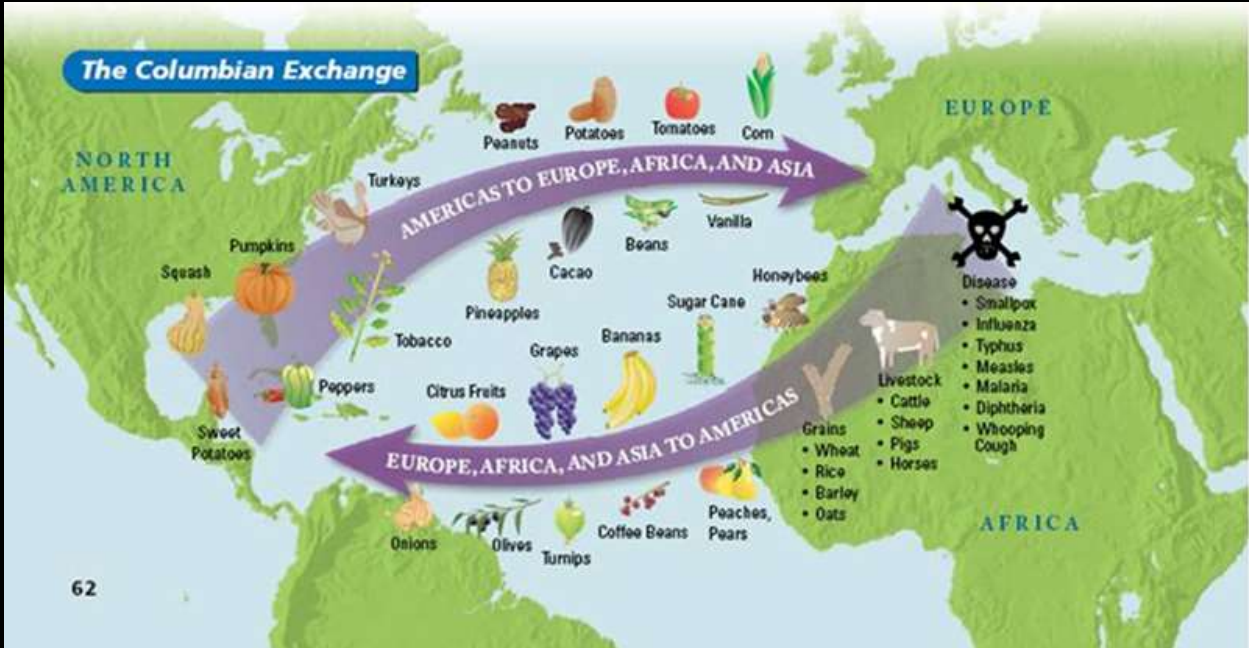 The Columbian Exchange
NORTH
AMERICA
EUROPE
Peanuts
Potatoes
Tomatoes
Corn
AMERICAS TO EUROPE, AFRICA, AND ASIA
Turkeys
Pumpkins
Squash
Tobacco
Peppers
Sweet
Potatoes
Pineapples
Cacao
Beans
Vanilla
Honeybees
Sugar Cane
Bananas
Grapes
Citrus Fruits
EUROPE, AFRICA, AND ASIA TO AMERICAS
Onions
Olives
Turnips
Coffee Beans
Peaches,
Pears
Grains
• Wheat
• Rice
• Barley
• Oats
Livestock
• Cattle
• Sheep
• Pigs
• Horses
Disease
• Smallpox
• Influenza
• Typhus
• Measles
• Malaria
• Diphtheria
• Whooping
Cough
AFRICA
62